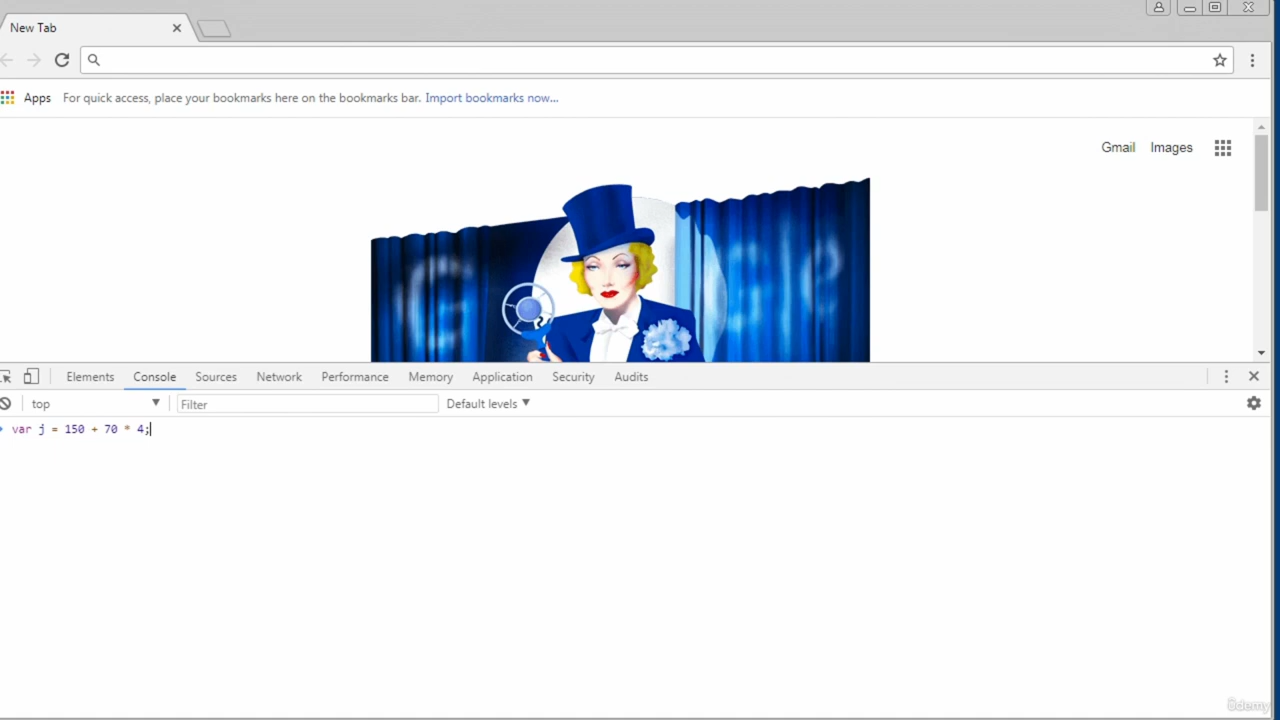 New Tab
Apps For quick access, place your bookmarks here on the bookmarks bar. Import bookmarks now...
Gmail Images
Elements Console Sources Network Performance Memory Application Security Audits
top Filter Default levels
var j = 150 + 70 * 4;
ûdemy